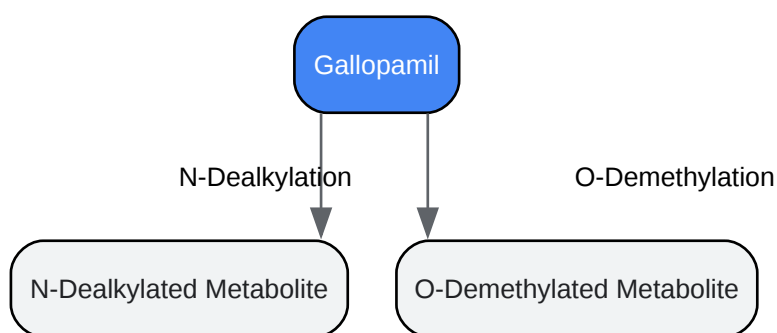 Gallopamil
N-Dealkylation
O-Demethylation
N-Dealkylated Metabolite
O-Demethylated Metabolite